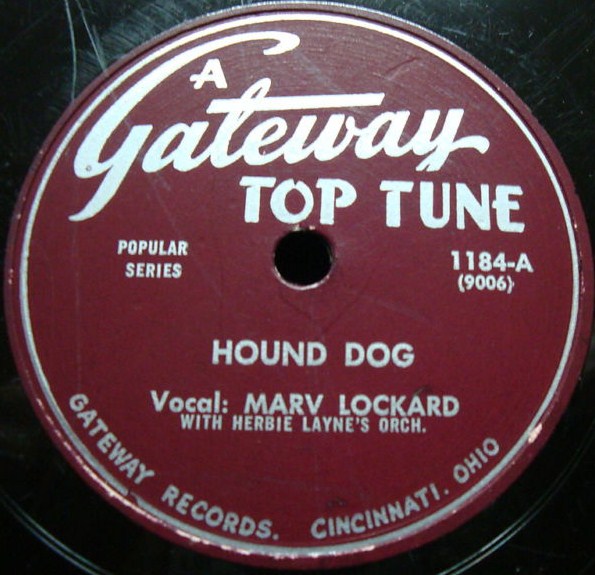 A
Gateway
TOP TUNE
POPULAR
SERIES
1184-A
(9006)
HOUND DOG
Vocal: MARV LOCKARD
WITH HERBIE LAYNE'S ORCH.
GATEWAY RECORDS. CINCINNATI. OHIO